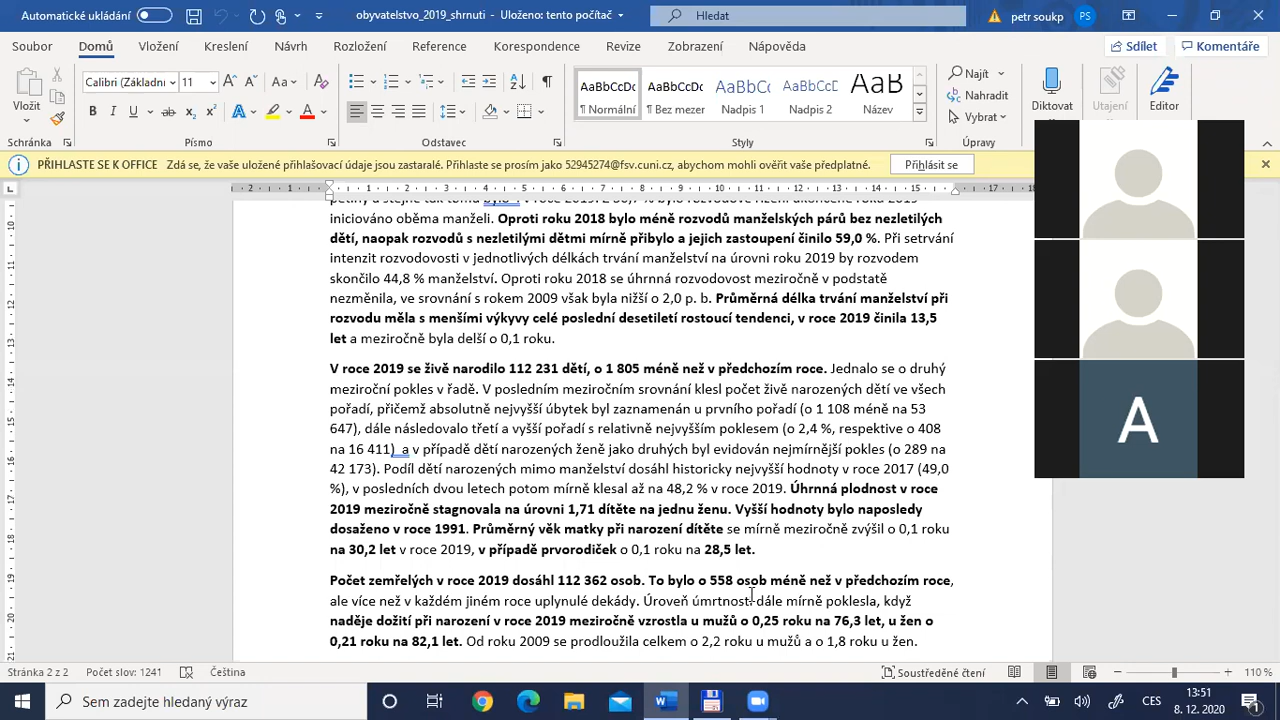 Automatické ukládání
obyvatelstvo_2019_shrnuti - Uloženo: tento počítač
Hledat
petr soukp
PS
Soubor Domů Vložení Kreslení Návrh Rozložení Reference Korespondence Revize Zobrazení Nápověda
Sdílet Komentáře
Vložit
Calibri (Základní 11
AaBbCcDc AaBbCcDc AaBbCc AaBbCcD AaB
¶ Normální ¶ Bez mezer Nadpis 1 Nadpis 2 Název
Najít
Nahradit
Vybrat
Diktovat Utajení Editor
Schránka Písmo Odstavec Styly Úpravy
PŘIHLASTE SE K OFFICE Zdá se, že vaše uložené přihlašovací údaje jsou zastaralé. Přihlaste se prosím jako 52945274@fsv.cuni.cz, abychom mohli ověřit vaše předplatné. Přihlásit se
iniciováno oběma manželi. Oproti roku 2018 bylo méně rozvodů manželských párů bez nezletilých
dětí, naopak rozvodů s nezletilými dětmi mírně přibylo a jejich zastoupení činilo 59,0 %. Při setrvání
intenzit rozvodovosti v jednotlivých délkách trvání manželství na úrovni roku 2019 by rozvodem
skončilo 44,8 % manželství. Oproti roku 2018 se úhrnná rozvodovost meziročně v podstatě
nezměnila, ve srovnání s rokem 2009 však byla nižší o 2,0 p. b. Průměrná délka trvání manželství při
rozvodu měla s menšími výkyvy celé poslední desetiletí rostoucí tendenci, v roce 2019 činila 13,5
let a meziročně byla delší o 0,1 roku.
V roce 2019 se živě narodilo 112 231 dětí, o 1 805 méně než v předchozím roce. Jednalo se o druhý
meziroční pokles v řadě. V posledním meziročním srovnání klesl počet živě narozených dětí ve všech
pořadí, přičemž absolutně nejvyšší úbytek byl zaznamenán u prvního pořadí (o 1 108 méně na 53
647), dále následovalo třetí a vyšší pořadí s relativně nejvyšším poklesem (o 2,4 %, respektive o 408
na 16 411) a v případě dětí narozených ženě jako druhých byl evidován nejmírnější pokles (o 289 na
42 173). Podíl dětí narozených mimo manželství dosáhl historicky nejvyšší hodnoty v roce 2017 (49,0
%), v posledních dvou letech potom mírně klesal až na 48,2 % v roce 2019. Úhrnná plodnost v roce
2019 meziročně stagnovala na úrovni 1,71 dítěte na jednu ženu. Vyšší hodnoty bylo naposledy
dosaženo v roce 1991. Průměrný věk matky při narození dítěte se mírně meziročně zvýšil o 0,1 roku
na 30,2 let v roce 2019, v případě prvorodiček o 0,1 roku na 28,5 let.
Počet zemřelých v roce 2019 dosáhl 112 362 osob. To bylo o 558 osob méně než v předchozím roce,
ale více než v každém jiném roce uplynulé dekády. Úroveň úmrtnosti dále mírně poklesla, když
naděje dožití při narození v roce 2019 meziročně vzrostla u mužů o 0,25 roku na 76,3 let, u žen o
0,21 roku na 82,1 let. Od roku 2009 se prodloužila celkem o 2,2 roku u mužů a o 1,8 roku u žen.
A
Stránka 2 z 2 Počet slov: 1241 Čeština Soustředěné čtení 110 %
Sem zadejte hledaný výraz
CES
13:51
8. 12. 2020